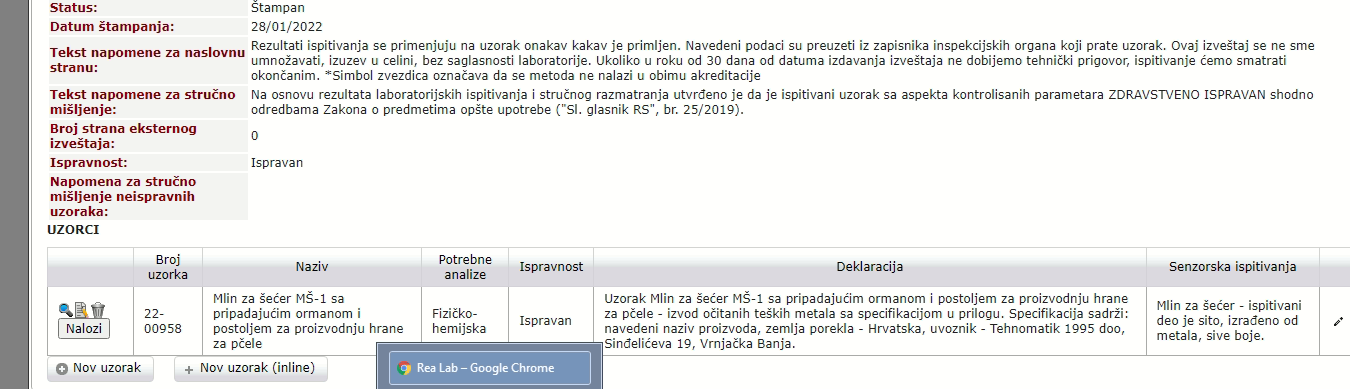 Status: Štampan
Datum štampanja: 28/01/2022
Tekst napomene za naslovnu stranu:
Rezultati ispitivanja se primenjuju na uzorak onakav kakav je primljen. Navedeni podaci su preuzeti iz zapisnika inspekcijskih organa koji prate uzorak. Ovaj izveštaj se ne sme
umnožavati, izuzev u celini, bez saglasnosti laboratorije. Ukoliko u roku od 30 dana od datuma izdavanja izveštaja ne dobijemo tehnički prigovor, ispitivanje ćemo smatrati
okončanim. *Simbol zvezdica označava da se metoda ne nalazi u obimu akreditacije
Tekst napomene za stručno
mišljenje:
Na osnovu rezultata laboratorijskih ispitivanja i stručnog razmatranja utvrđeno je da je ispitivani uzorak sa aspekta kontrolisanih parametara ZDRAVSTVENO ISPRAVAN shodno
odredbama Zakona o predmetima opšte upotrebe ("Sl. glasnik RS", br. 25/2019).
Broj strana eksternog
izveštaja:
0
Ispravnost: Ispravan
Napomena za stručno
mišljenje neispravnih
uzoraka:
UZORCI
Broj
uzorka
Naziv
Potrebne
analize
Ispravnost
Deklaracija
Senzorska ispitivanja
Nalozi
22-
00958
Mlin za šećer MŠ-1 sa
pripadajućim ormanom i
postoljem za proizvodnju hrane
za pčele
Fizičko-
hemijska
Ispravan
Uzorak Mlin za šećer MŠ-1 sa pripadajućim ormanom i postoljem za proizvodnju hrane
za pčele - izvod očitanih teških metala sa specifikacijom u prilogu. Specifikacija sadrži:
navedeni naziv proizvoda, zemlja porekla - Hrvatska, uvoznik - Tehnomatik 1995 doo,
Sinđelićeva 19, Vrnjačka Banja.
Mlin za šećer - ispitivani
deo je sito, izrađeno od
metala, sive boje.
Nov uzorak
Nov uzorak (inline)
Rea Lab – Google Chrome